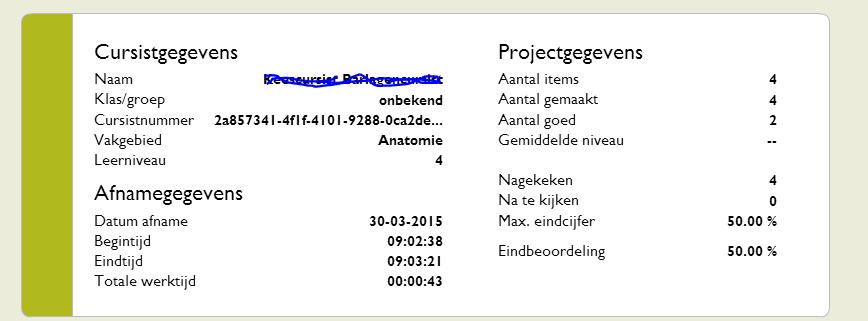 Cursistgegevens
Naam
Klas/groep onbekend
Cursistnummer 2a857341-4f1f-4101-9288-0ca2de...
Vakgebied Anatomie
Leerniveau 4
Afnamegegevens
Datum afname 30-03-2015
Begintijd 09:02:38
Eindtijd 09:03:21
Totale werktijd 00:00:43
Projectgegevens
Aantal items 4
Aantal gemaakt 4
Aantal goed 2
Gemiddelde niveau --
Nagekeken 4
Na te kijken 0
Max. eindcijfer 50.00 %
Eindbeoordeling 50.00 %